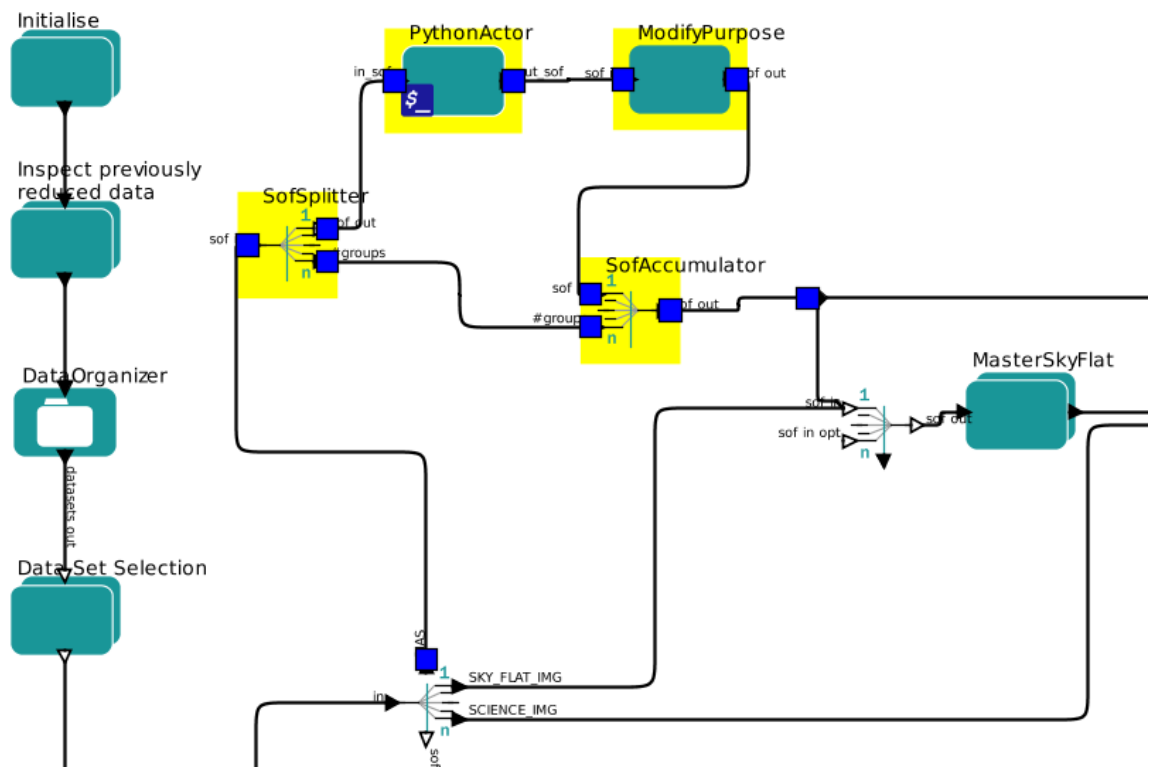 Initialise
PythonActor
ModifyPurpose
in_sof
ut_sof
sof
of out
Inspect previously
reduced data
SofSplitter
1
of out
sof
#groups
n
SofAccumulator
1
sof
of out
#group
n
DataOrganizer
MasterSkyFlat
1
sof in
sof out
sof in opt
n
datasets out
Data Set Selection
AS
1
SKY_FLAT_IMG
in
SCIENCE_IMG
n
sof
$_